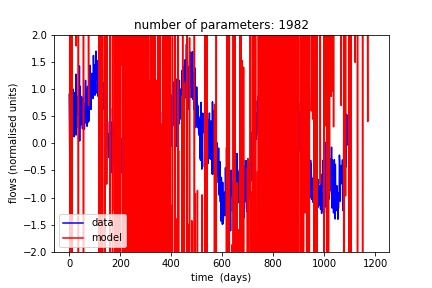 number of parameters: 1982
flows (normalised units)
2.0
1.5
1.0
0.5
0.0
−0.5
−1.0
−1.5
−2.0
data
model
0 200 400 600 800 1000 1200
time (days)